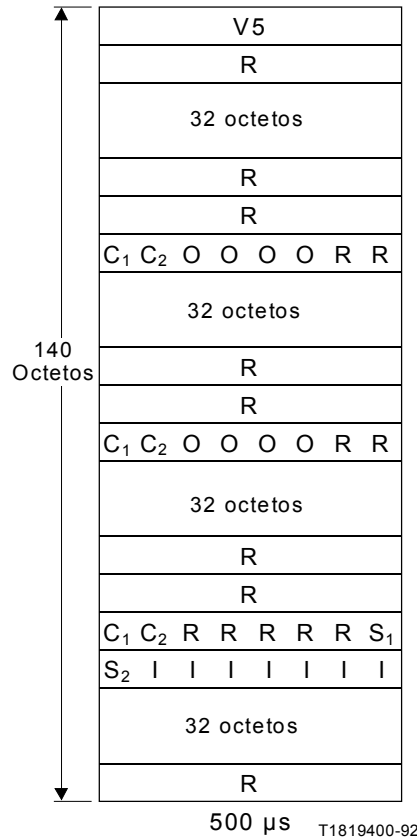 V5
R
32 octetos
R
R
C₁ C₂ O O O O R R
32 octetos
140
Octetos
R
R
C₁ C₂ O O O O R R
32 octetos
R
R
C₁ C₂ R R R R R S₁
S₂ I I I I I I I
32 octetos
R
500 µs
T1819400-92